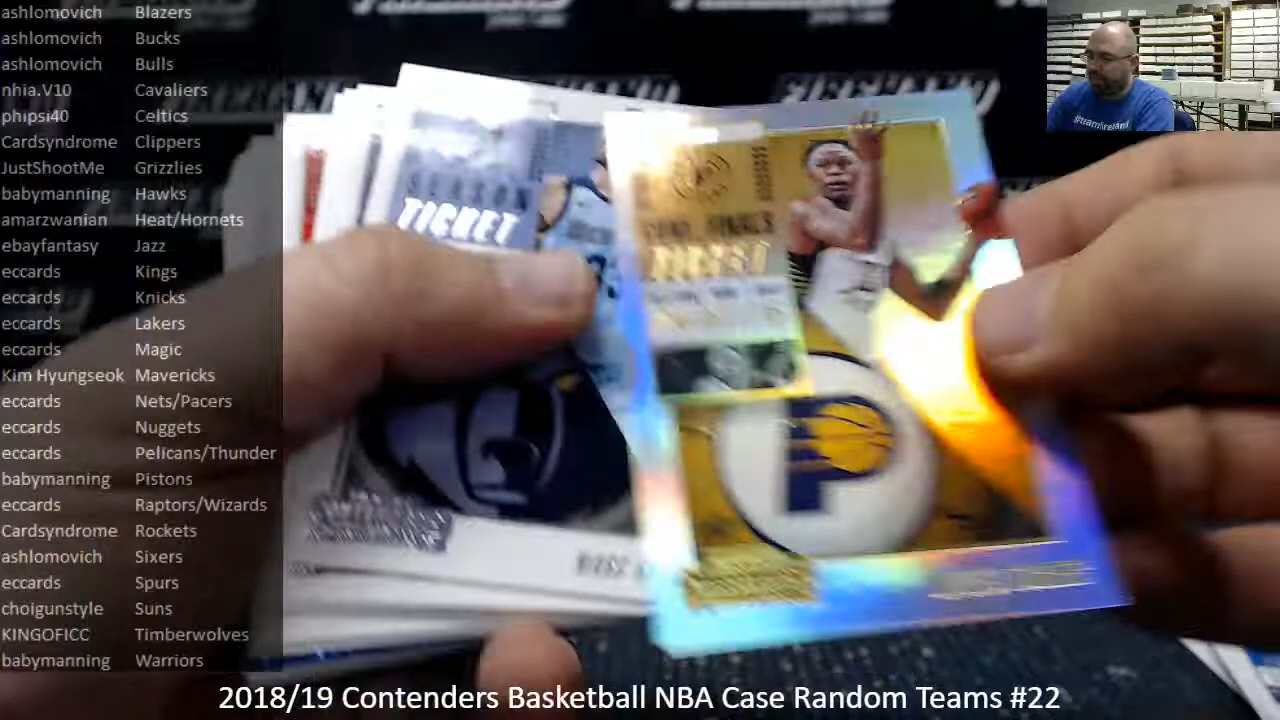 ashlomovich Blazers
ashlomovich Bucks
ashlomovich Bulls
nhia.V10 Cavaliers
phipsi40 Celtics
Cardsyndrome Clippers
JustShootMe Grizzlies
babymanning Hawks
amarzwanian Heat/Hornets
ebayfantasy Jazz
eccards Kings
eccards Knicks
eccards Lakers
eccards Magic
Kim Hyungseok Mavericks
eccards Nets/Pacers
eccards Nuggets
eccards Pelicans/Thunder
babymanning Pistons
eccards Raptors/Wizards
Cardsyndrome Rockets
ashlomovich Sixers
eccards Spurs
choigunstyle Suns
KINGOFICC Timberwolves
babymanning Warriors
SEASON
TICKET
FINALS
TICKET
P
#teamireland
2018/19 Contenders Basketball NBA Case Random Teams #22